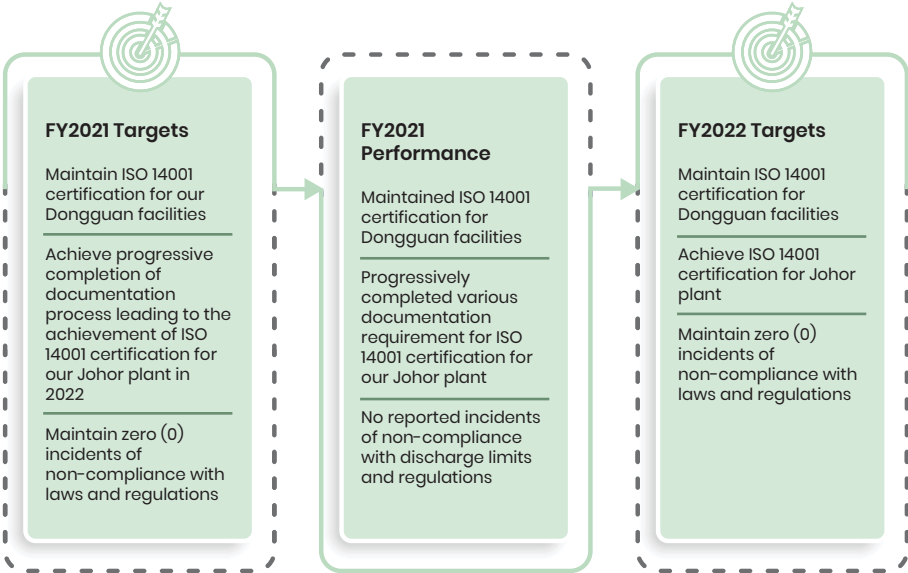 FY2021 Targets
Maintain ISO 14001
certification for our
Dongguan facilities
Achieve progressive
completion of
documentation
process leading to the
achievement of ISO
14001 certification for
our Johor plant in
2022
Maintain zero (0)
incidents of
non-compliance with
laws and regulations
FY2021
Performance
Maintained ISO 14001
certification for
Dongguan facilities
Progressively
completed various
documentation
requirement for ISO
14001 certification for
our Johor plant
No reported incidents
of non-compliance
with discharge limits
and regulations
FY2022 Targets
Maintain ISO 14001
certification for
Dongguan facilities
Achieve ISO 14001
certification for Johor
plant
Maintain zero (0)
incidents of
non-compliance with
laws and regulations